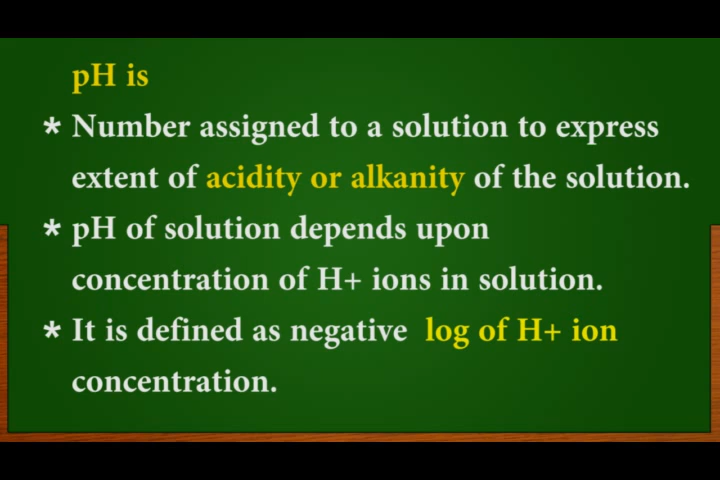 pH is
* Number assigned to a solution to express
extent of acidity or alkanity of the solution.
* pH of solution depends upon
concentration of H+ ions in solution.
* It is defined as negative log of H+ ion
concentration.